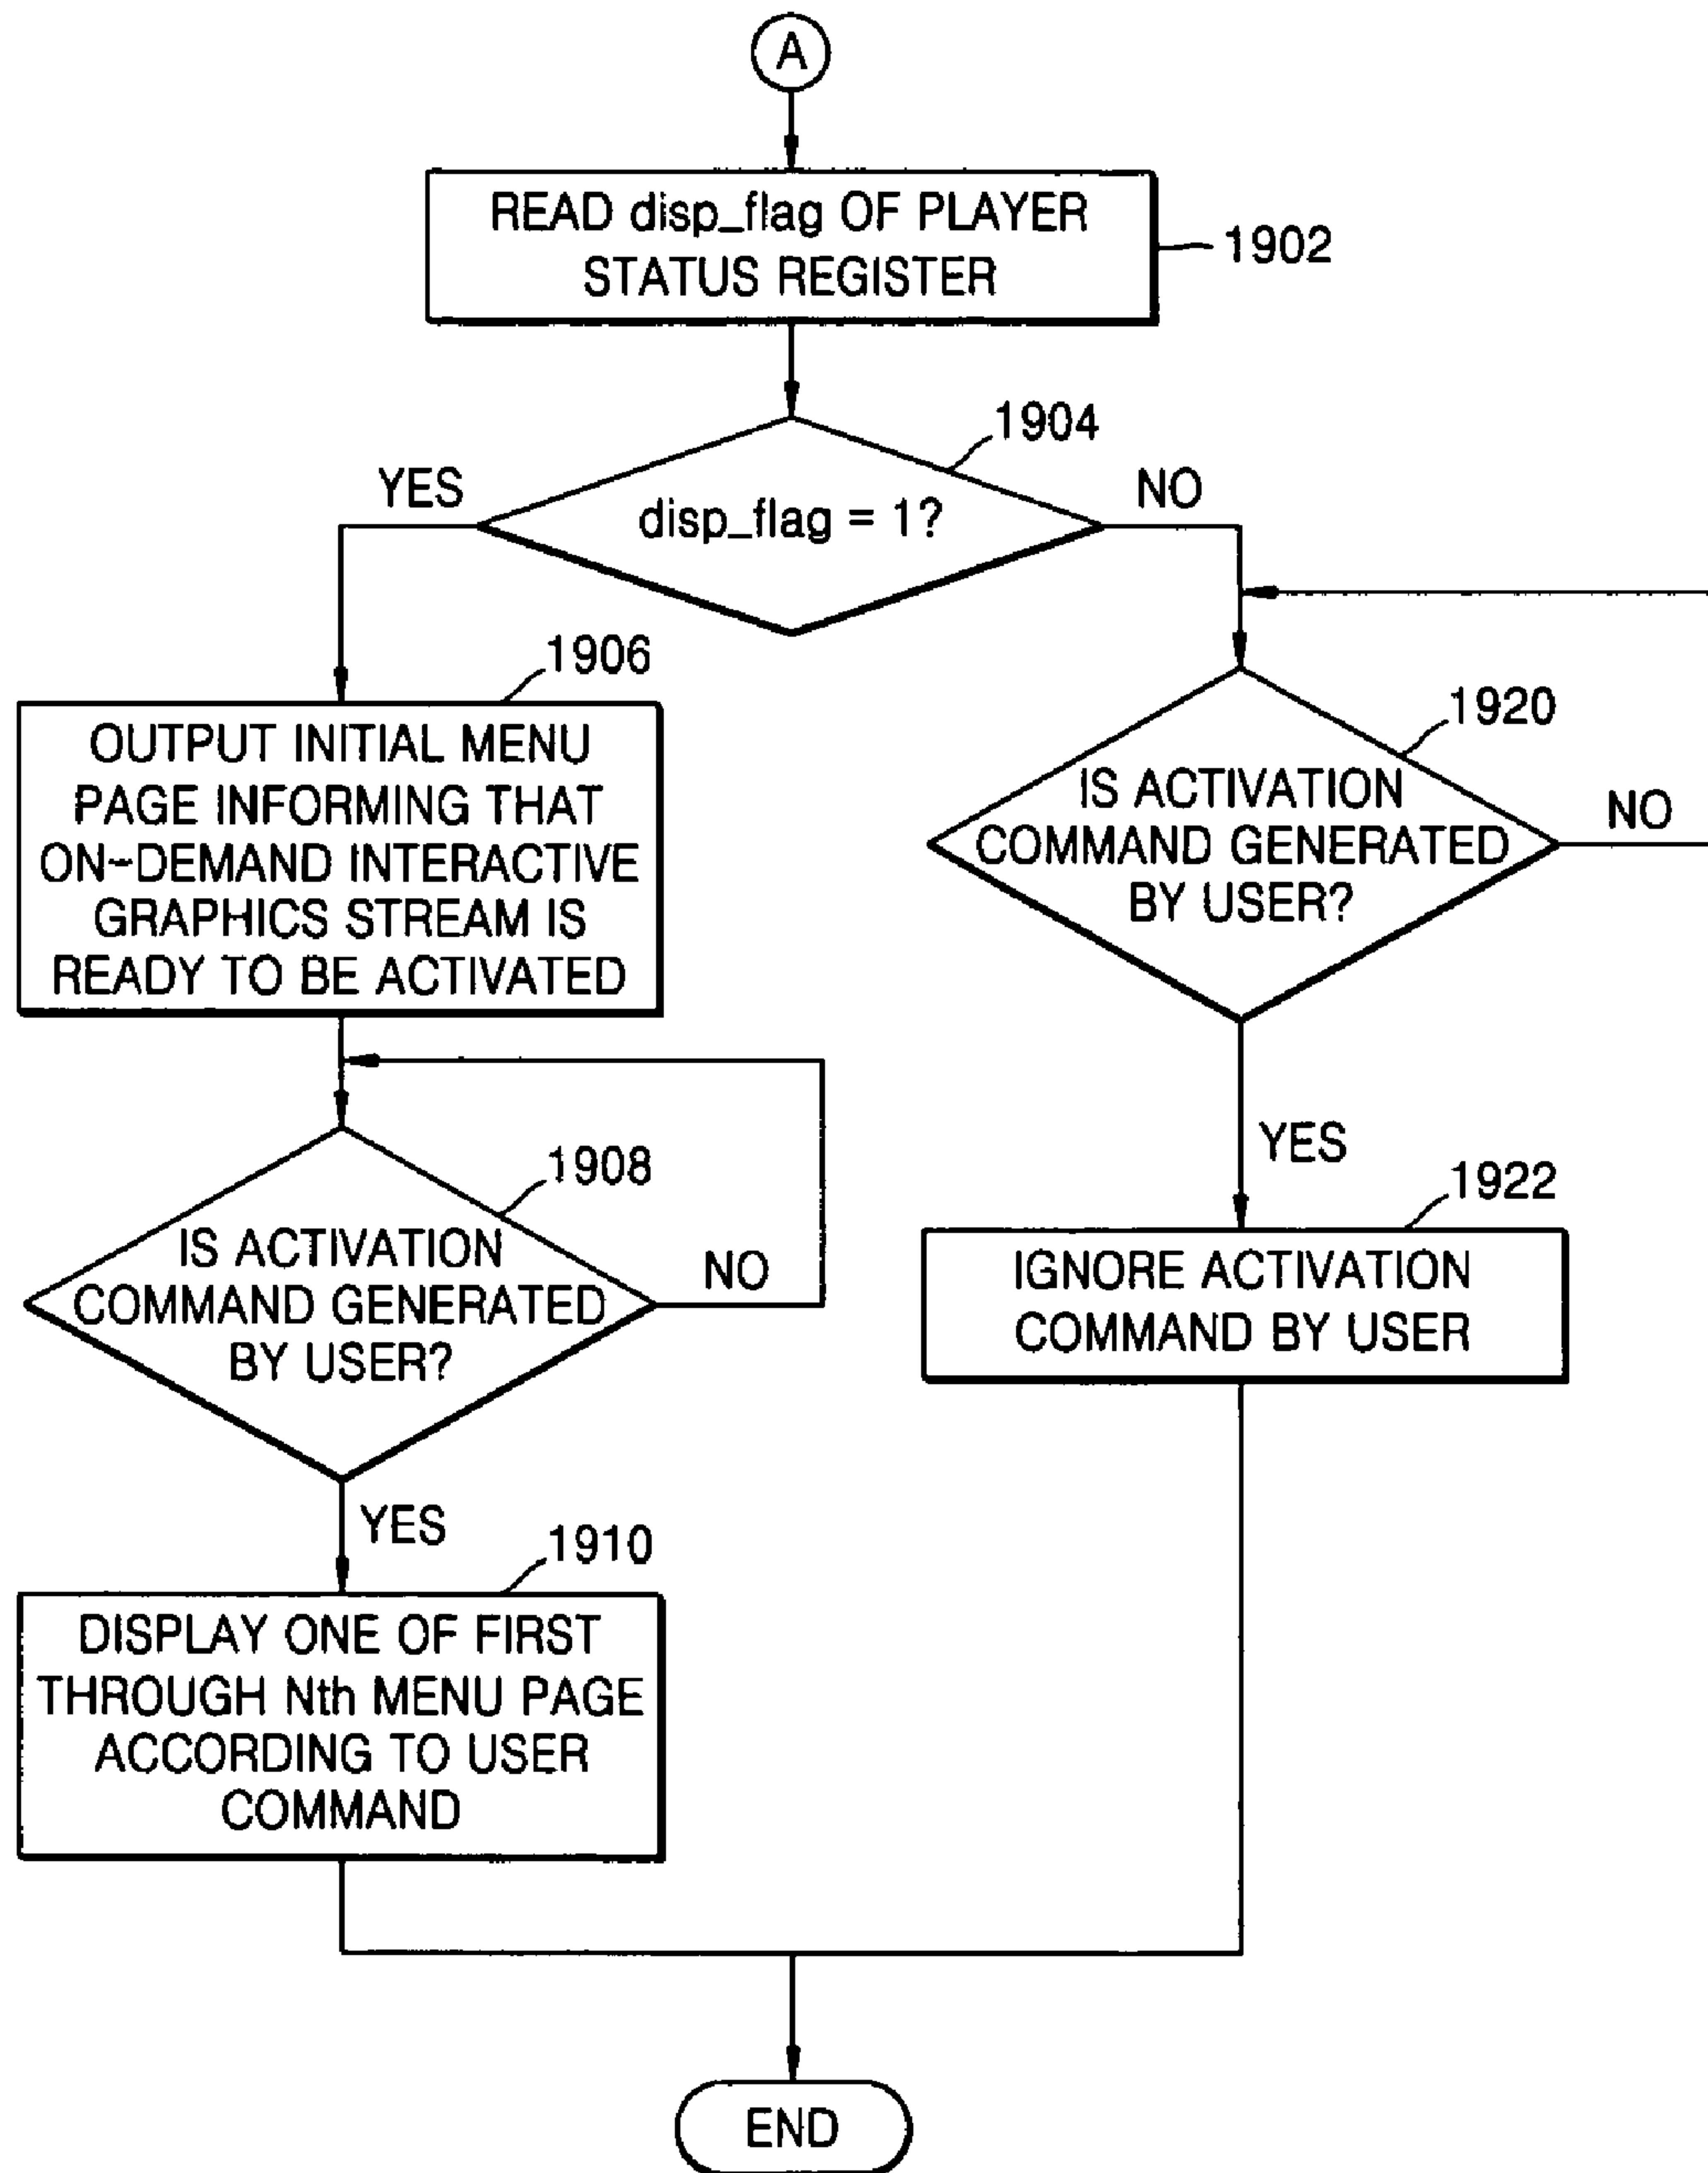 A
READ disp_flag OF PLAYER
STATUS REGISTER
1902
1904
YES
NO
disp_flag = 1?
1906
OUTPUT INITIAL MENU
PAGE INFORMING THAT
ON-DEMAND INTERACTIVE
GRAPHICS STREAM IS
READY TO BE ACTIVATED
1920
IS ACTIVATION
COMMAND GENERATED
BY USER?
NO
YES
1908
IS ACTIVATION
COMMAND GENERATED
BY USER?
NO
YES
1922
IGNORE ACTIVATION
COMMAND BY USER
1910
DISPLAY ONE OF FIRST
THROUGH Nth MENU PAGE
ACCORDING TO USER
COMMAND
END